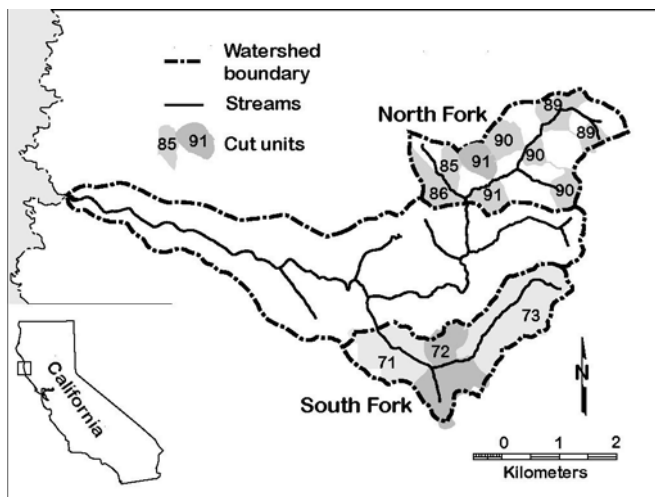 Watershed
boundary
Streams
85 91 Cut units
North Fork
89
89
90
85
91
90
86
91
90
73
72
71
South Fork
N
California
0 1 2
Kilometers